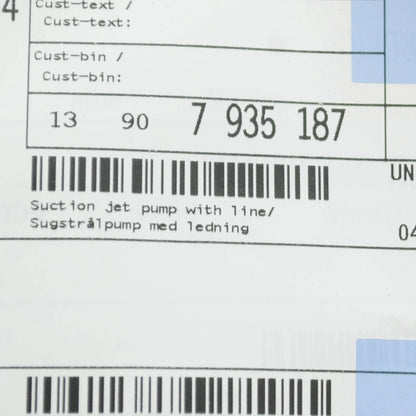 4
Cust-text /
Cust-text:
Cust-bin /
Cust-bin:
13 90 7 935 187
UN
Suction jet pump with line/
Sugstrålpump med ledning
04